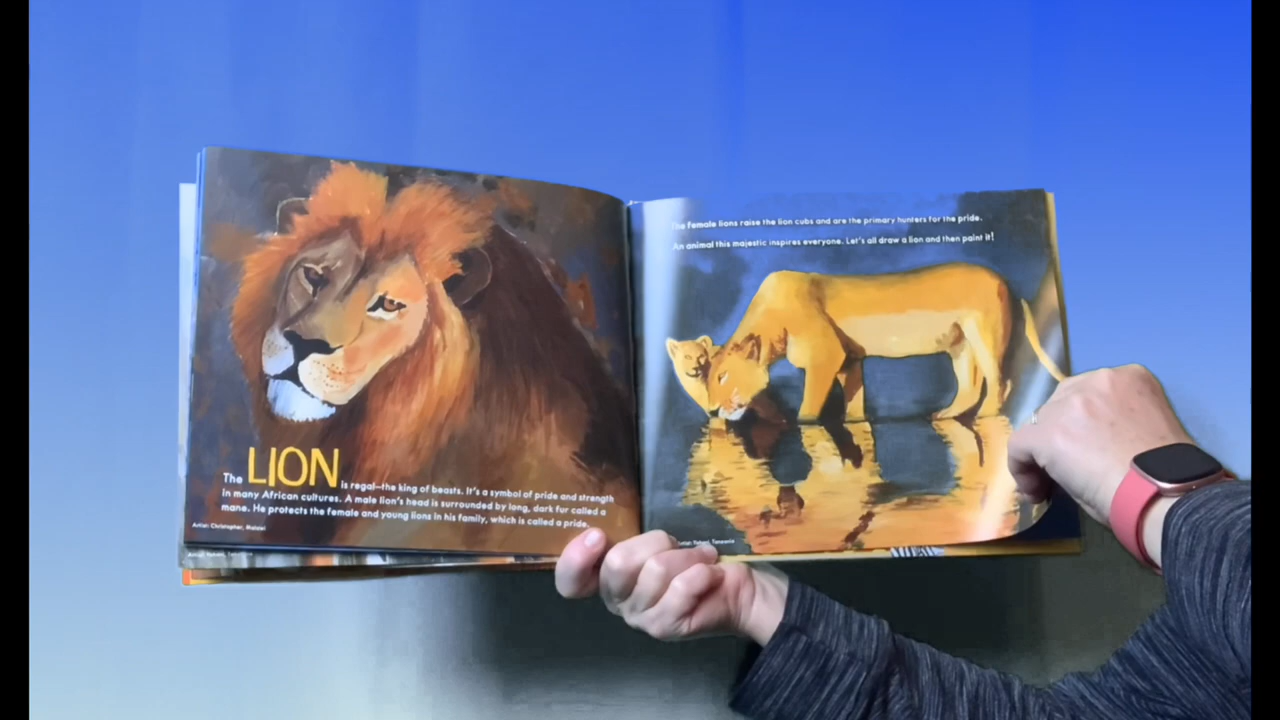 The LION is regal—the king of beasts. It's a symbol of pride and strength
in many African cultures. A male lion's head is surrounded by long, dark fur called a
mane. He protects the female and young lions in his family, which is called a pride.
Artist: Christopher, Malawi
The female lions raise the lion cubs and are the primary hunters for the pride.
An animal this majestic inspires everyone. Let's all draw a lion and then paint it!
Tanzania